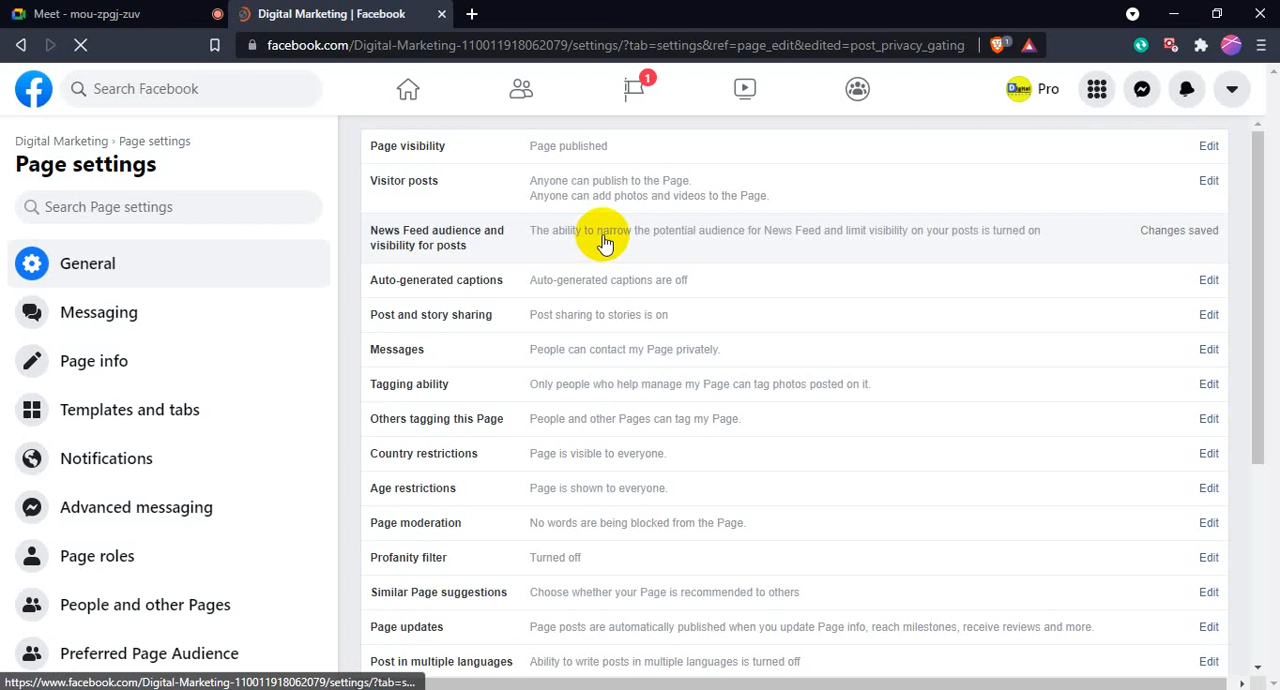 Meet - mou-zpgj-zuv
Digital Marketing | Facebook
facebook.com/Digital-Marketing-110011918062079/settings/?tab=settings&ref=page_edit&edited=post_privacy_gating
1
Search Facebook
1
Digital
Pro
Digital Marketing › Page settings
Page settings
Search Page settings
General
Messaging
Page info
Templates and tabs
Notifications
Advanced messaging
Page roles
People and other Pages
Preferred Page Audience
Page visibility
Page published
Edit
Visitor posts
Anyone can publish to the Page.
Anyone can add photos and videos to the Page.
Edit
News Feed audience and
visibility for posts
The ability to narrow the potential audience for News Feed and limit visibility on your posts is turned on
Changes saved
Auto-generated captions
Auto-generated captions are off
Edit
Post and story sharing
Post sharing to stories is on
Edit
Messages
People can contact my Page privately.
Edit
Tagging ability
Only people who help manage my Page can tag photos posted on it.
Edit
Others tagging this Page
People and other Pages can tag my Page.
Edit
Country restrictions
Page is visible to everyone.
Edit
Age restrictions
Page is shown to everyone.
Edit
Page moderation
No words are being blocked from the Page.
Edit
Profanity filter
Turned off
Edit
Similar Page suggestions
Choose whether your Page is recommended to others
Edit
Page updates
Page posts are automatically published when you update Page info, reach milestones, receive reviews and more.
Edit
Post in multiple languages
Ability to write posts in multiple languages is turned off
Edit
https://www.facebook.com/Digital-Marketing-110011918062079/settings/?tab=s...